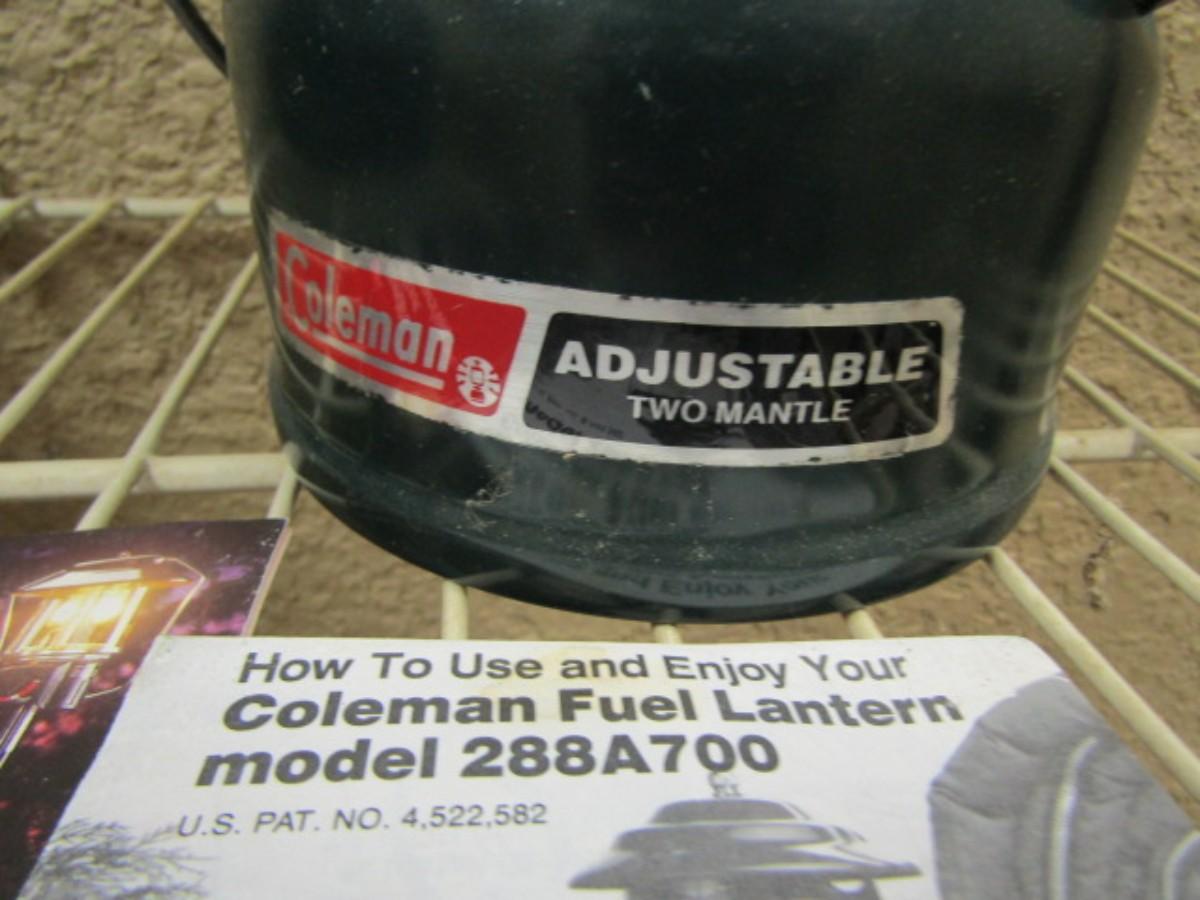 Coleman
ADJUSTABLE
TWO MANTLE
How To Use and Enjoy Your
Coleman Fuel Lantern
model 288A700
U.S. PAT. NO. 4,522,582